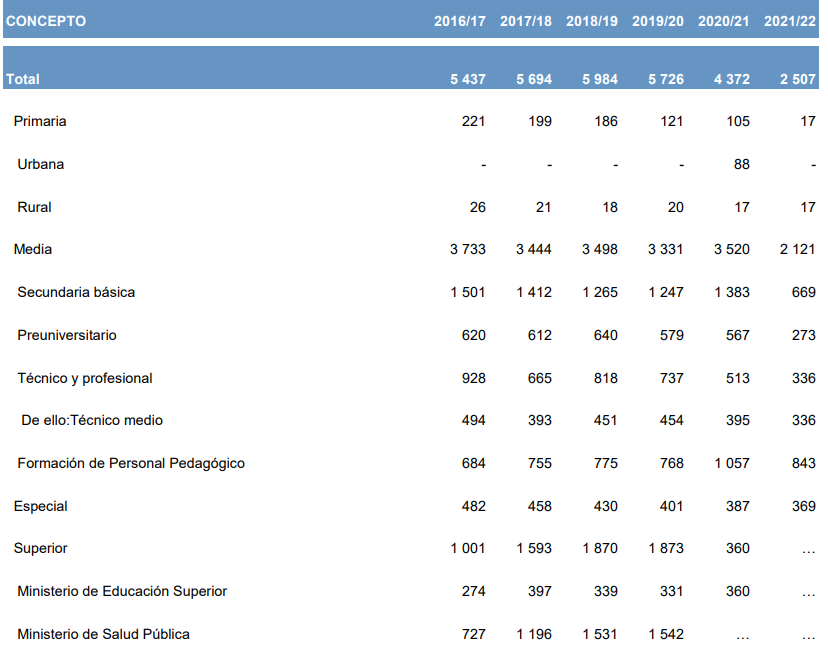 CONCEPTO 2016/17 2017/18 2018/19 2019/20 2020/21 2021/22
Total 5 437 5 694 5 984 5 726 4 372 2 507
Primaria 221 199 186 121 105 17
Urbana - - - - 88 -
Rural 26 21 18 20 17 17
Media 3 733 3 444 3 498 3 331 3 520 2 121
Secundaria básica 1 501 1 412 1 265 1 247 1 383 669
Preuniversitario 620 612 640 579 567 273
Técnico y profesional 928 665 818 737 513 336
De ello:Técnico medio 494 393 451 454 395 336
Formación de Personal Pedagógico 684 755 775 768 1 057 843
Especial 482 458 430 401 387 369
Superior 1 001 1 593 1 870 1 873 360 …
Ministerio de Educación Superior 274 397 339 331 360 …
Ministerio de Salud Pública 727 1 196 1 531 1 542 … …